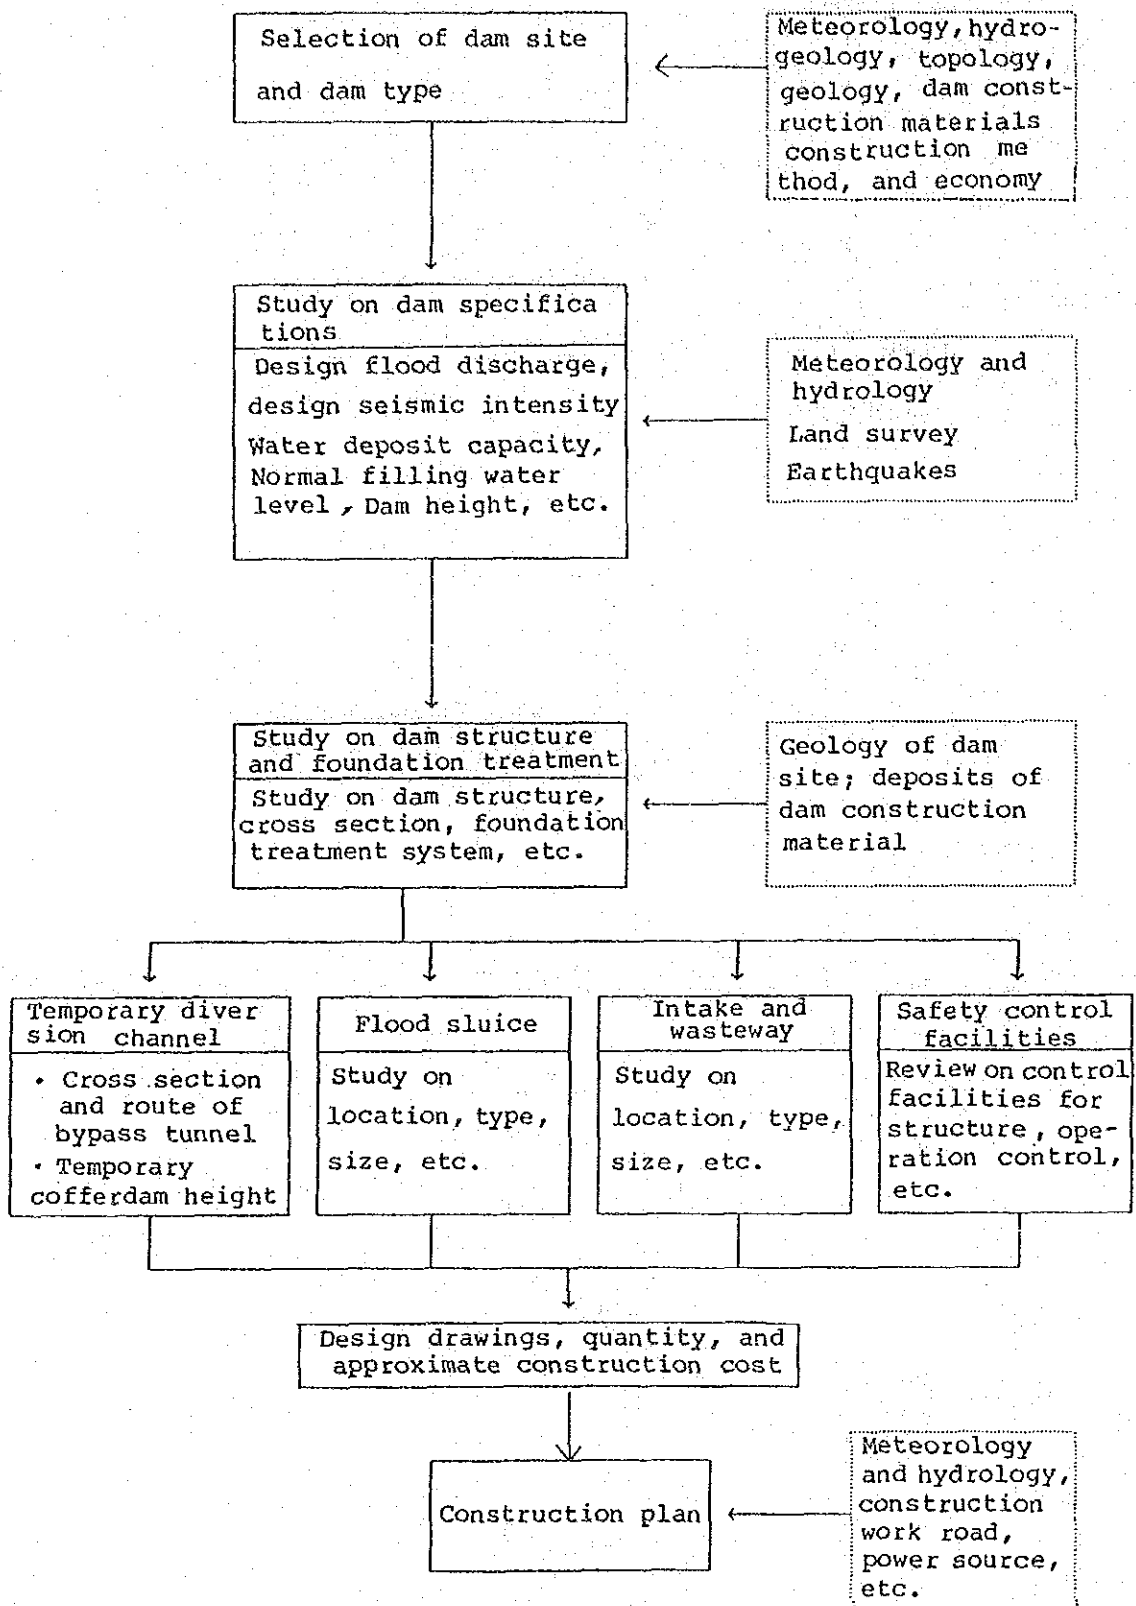 Selection of dam site
and dam type
Meteorology, hydro-
geology, topology,
geology, dam const-
ruction materials
construction me
thod, and economy
Study on dam specifica
tions
Design flood discharge,
design seismic intensity
Water deposit capacity,
Normal filling water
level, Dam height, etc.
Meteorology and
hydrology
Land survey
Earthquakes
Study on dam structure
and foundation treatment
Study on dam structure,
cross section, foundation
treatment system, etc.
Geology of dam
site; deposits of
dam construction
material
Temporary diver
sion channel
• Cross section
and route of
bypass tunnel
• Temporary
cofferdam height
Flood sluice
Study on
location, type,
size, etc.
Intake and
wasteway
Study on
location, type,
size, etc.
Safety control
facilities
Review on control
facilities for
structure, ope-
ration control,
etc.
Design drawings, quantity, and
approximate construction cost
Construction plan
Meteorology
and hydrology,
construction
work road,
power source,
etc.